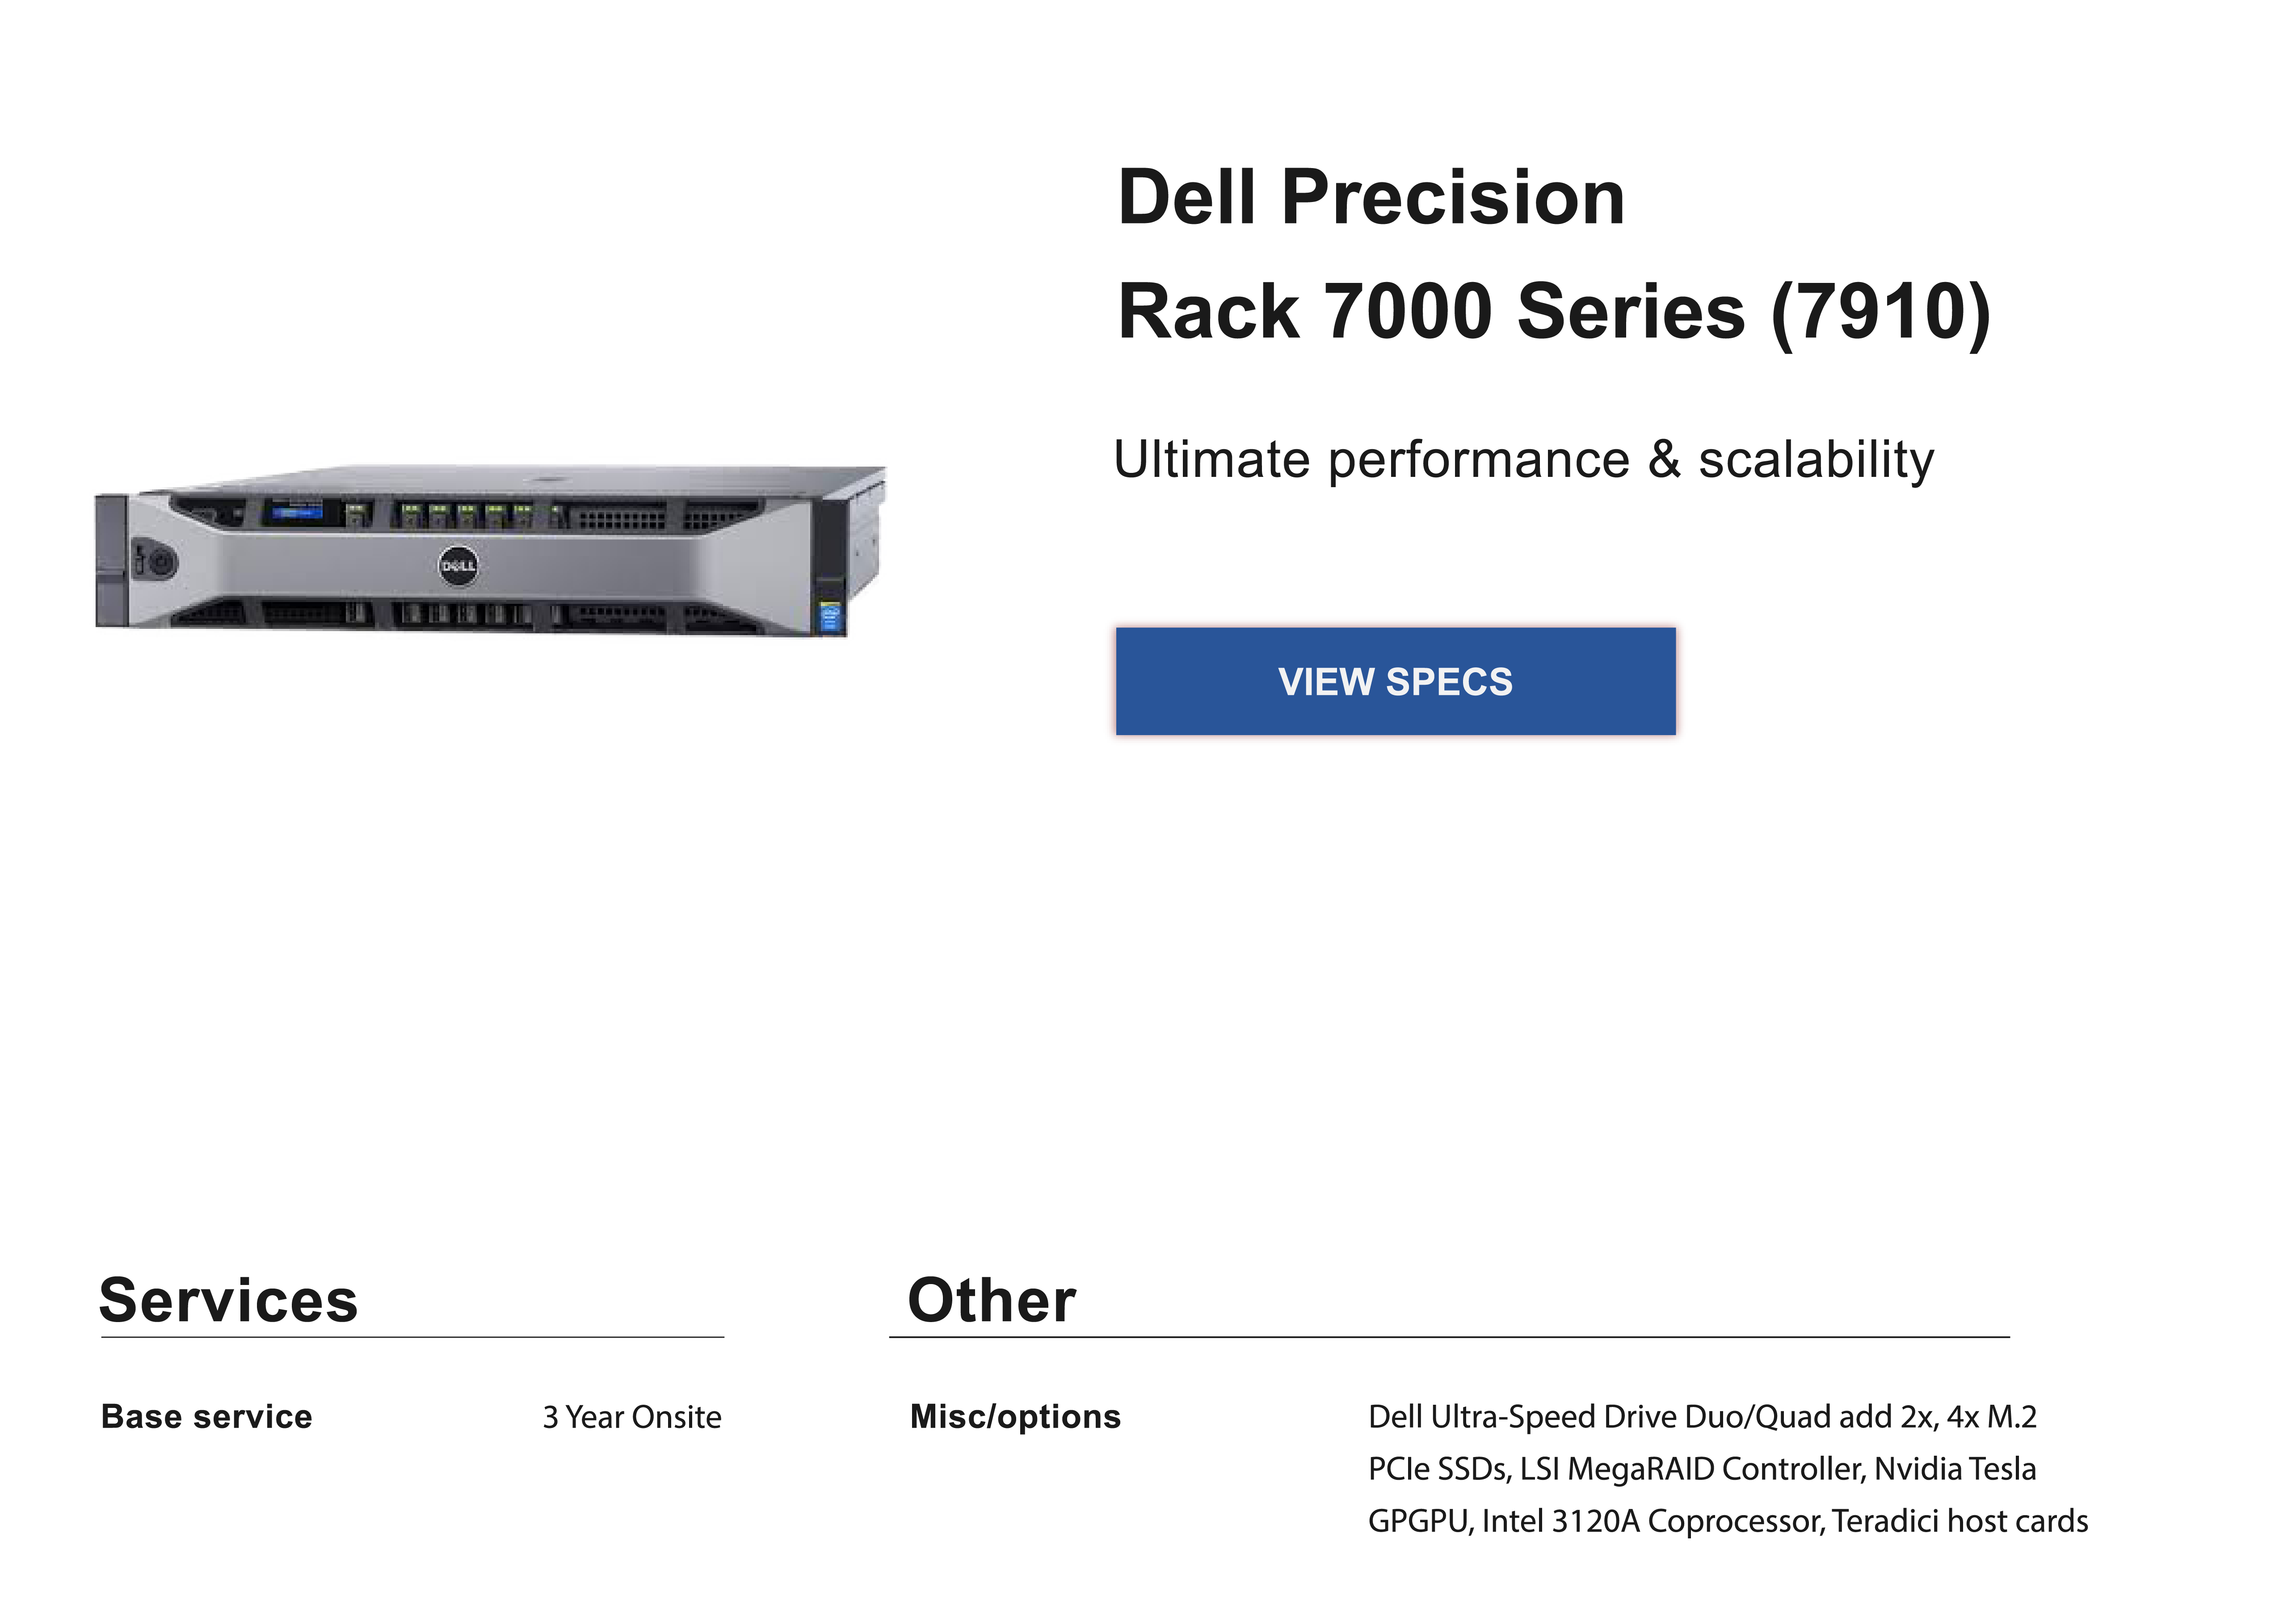 Dell Precision
Rack 7000 Series (7910)
Ultimate performance & scalability
DELL
VIEW SPECS
Services
Base service
3 Year Onsite
Other
Misc/options
Dell Ultra-Speed Drive Duo/Quad add 2x, 4x M.2
PCIe SSDs, LSI MegaRAID Controller, Nvidia Tesla
GPGPU, Intel 3120A Coprocessor, Teradici host cards